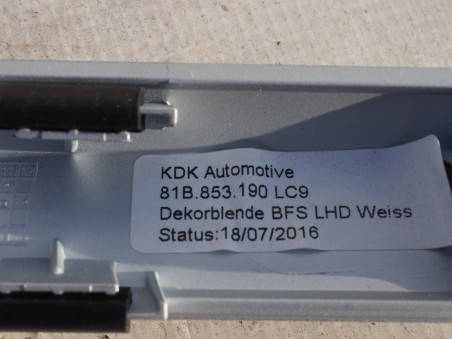 KDK Automotive
81B.853.190 LC9
Dekorblende BFS LHD Weiss
Status:18/07/2016